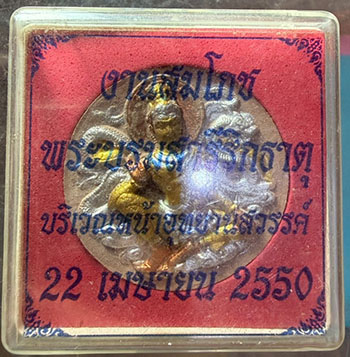 งานสมโภช
พระบรมสารีริกธาตุ
บริเวณหน้าอุทยานสวรรค์
22 เมษายน 2550